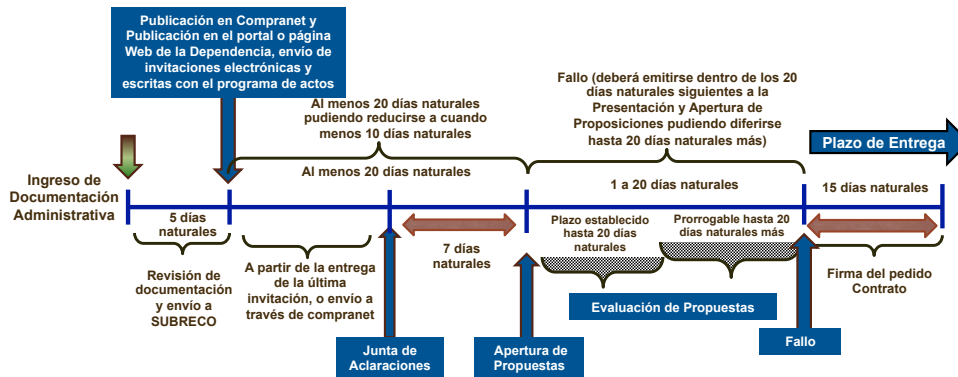 Publicación en Compranet y
Publicación en el portal o página
Web de la Dependencia, envío de
invitaciones electrónicas y
escritas con el programa de actos
Al menos 20 días naturales
pudiendo reducirse a cuando
menos 10 días naturales
Al menos 20 días naturales
Fallo (deberá emitirse dentro de los 20
días naturales siguientes a la
Presentación y Apertura de
Proposiciones pudiendo diferirse
hasta 20 días naturales más)
Plazo de Entrega
Ingreso de
Documentación
Administrativa
1 a 20 días naturales
15 días naturales
5 días
naturales
Revisión de
documentación
y envío a
SUBRECO
A partir de la entrega
de la última
invitación, o envío a
través de compranet
7 días
naturales
Plazo establecido
hasta 20 días
naturales
Prorrogable hasta 20
días naturales más
Evaluación de Propuestas
Firma del pedido
Contrato
Junta de
Aclaraciones
Apertura de
Propuestas
Fallo